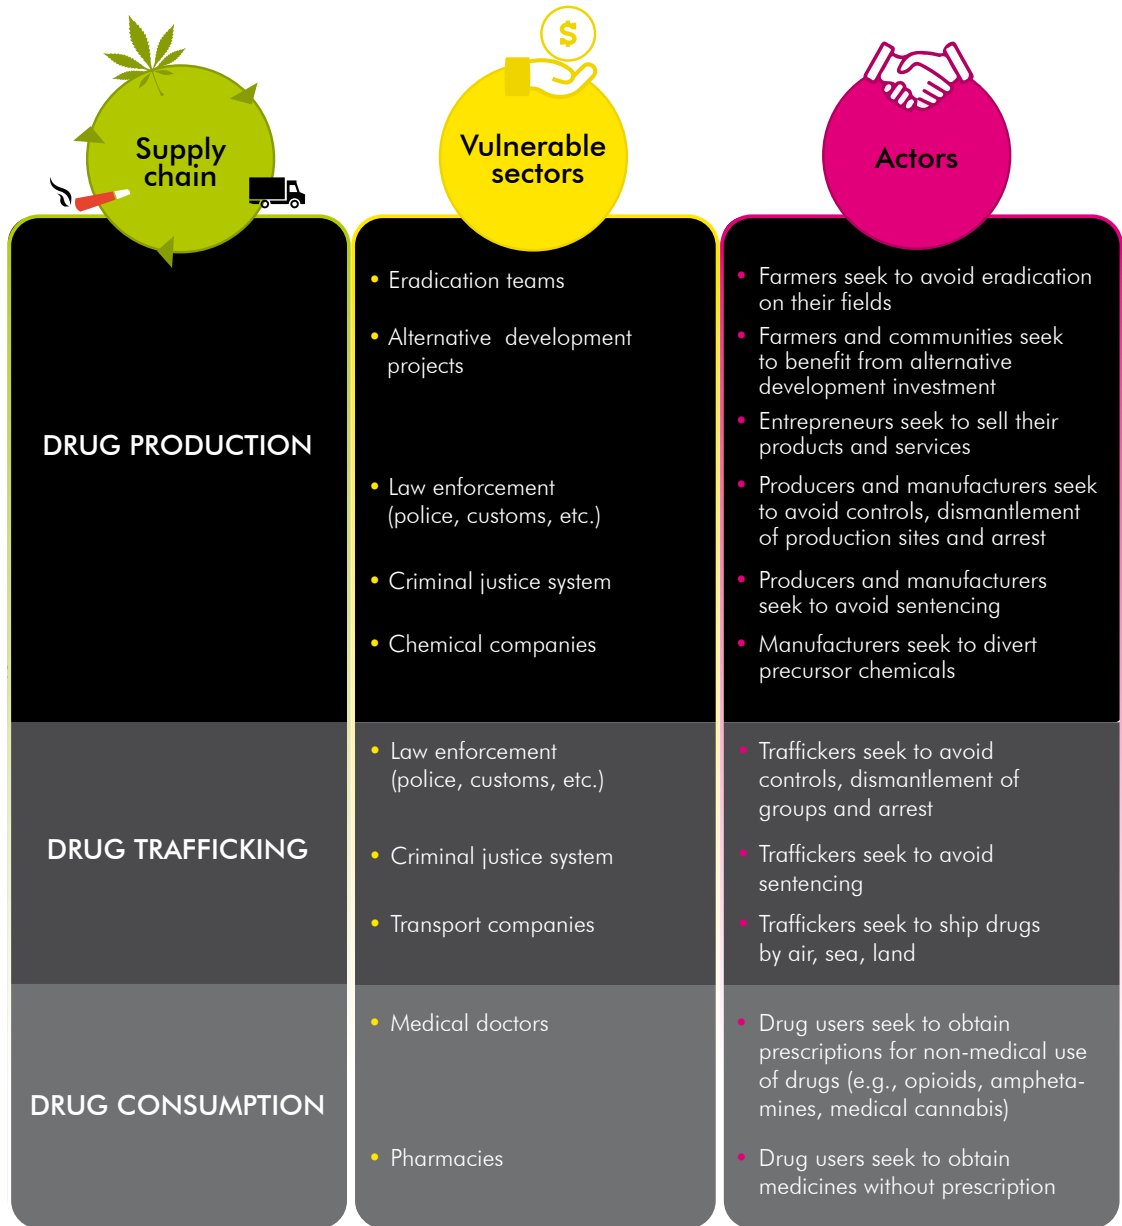 $
Supply
chain
Vulnerable
sectors
Actors
DRUG PRODUCTION
• Eradication teams
• Farmers seek to avoid eradication
on their fields
• Alternative development
projects
• Farmers and communities seek
to benefit from alternative
development investment
• Entrepreneurs seek to sell their
products and services
• Law enforcement
(police, customs, etc.)
• Producers and manufacturers seek
to avoid controls, dismantlement
of production sites and arrest
• Criminal justice system
• Producers and manufacturers
seek to avoid sentencing
• Chemical companies
• Manufacturers seek to divert
precursor chemicals
DRUG TRAFFICKING
• Law enforcement
(police, customs, etc.)
• Traffickers seek to avoid
controls, dismantlement of
groups and arrest
• Criminal justice system
• Traffickers seek to avoid
sentencing
• Transport companies
• Traffickers seek to ship drugs
by air, sea, land
DRUG CONSUMPTION
• Medical doctors
• Drug users seek to obtain
prescriptions for non-medical use
of drugs (e.g., opioids, ampheta-
mines, medical cannabis)
• Pharmacies
• Drug users seek to obtain
medicines without prescription